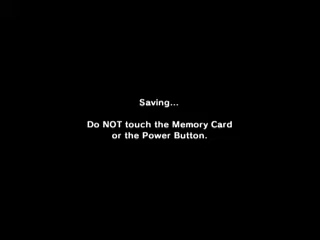 Saving...
Do NOT touch the Memory Card
or the Power Button.